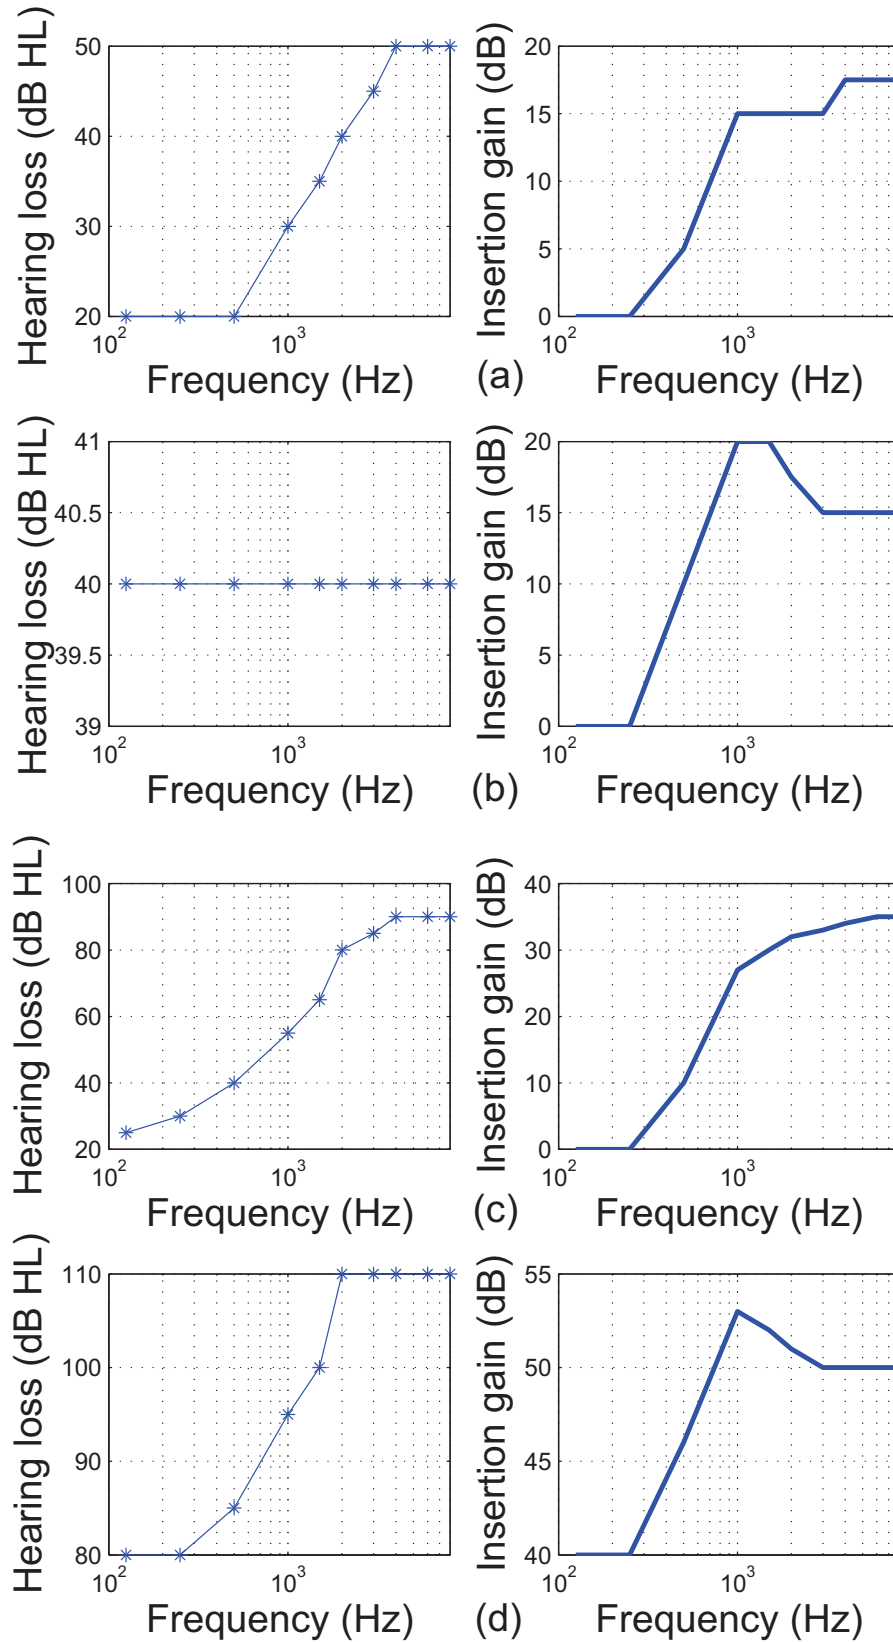 Hearing loss (dB HL)
50
40
30
20
10²
10³
Frequency (Hz)
Insertion gain (dB)
20
15
10
5
0
10²
10³
Frequency (Hz)
(a)
Hearing loss (dB HL)
41
40.5
40
39.5
39
10²
10³
Frequency (Hz)
Insertion gain (dB)
20
15
10
5
0
10²
10³
Frequency (Hz)
(b)
Hearing loss (dB HL)
100
80
60
40
20
10²
10³
Frequency (Hz)
Insertion gain (dB)
40
30
20
10
0
10²
10³
Frequency (Hz)
(c)
Hearing loss (dB HL)
110
100
90
80
10²
10³
Frequency (Hz)
Insertion gain (dB)
55
50
45
40
10²
10³
Frequency (Hz)
(d)